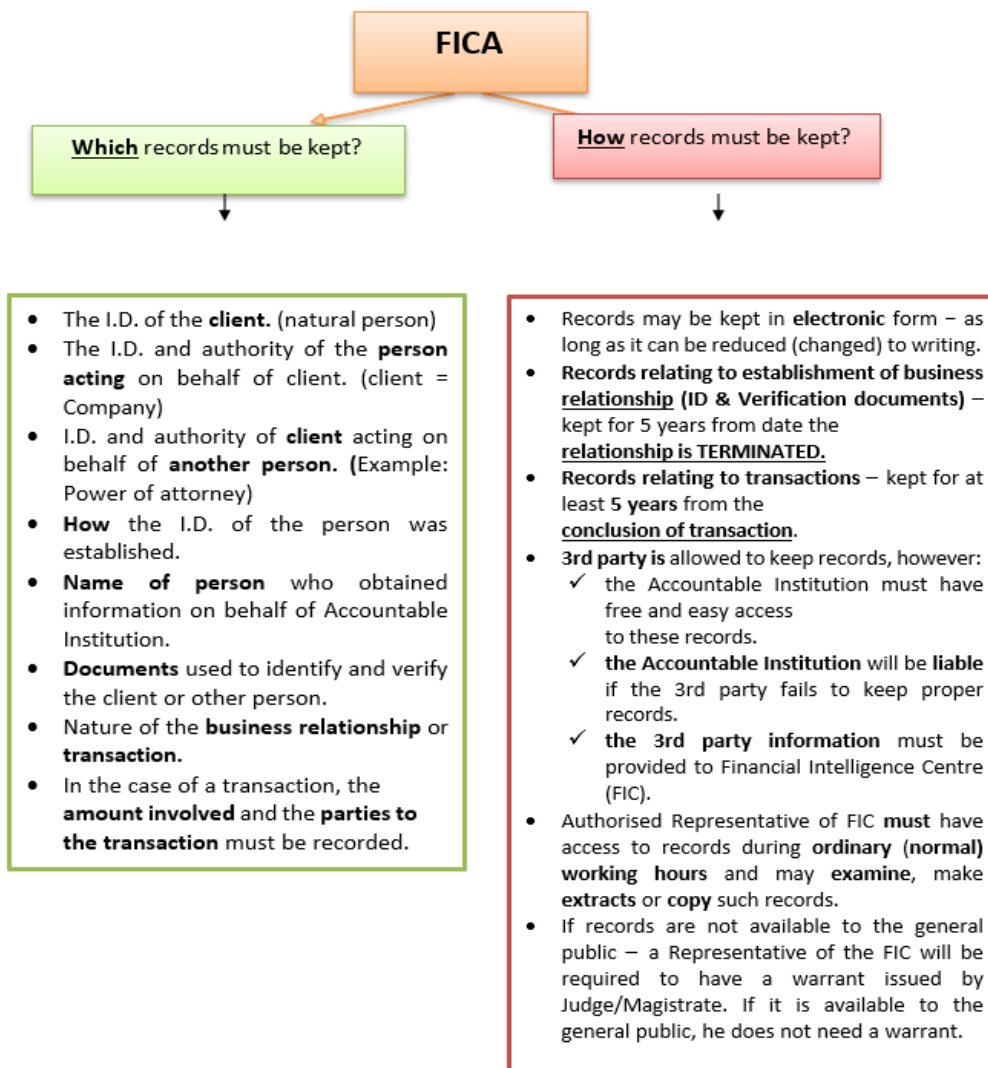 FICA
Which records must be kept?
How records must be kept?
• The I.D. of the client. (natural person)
• The I.D. and authority of the person
acting on behalf of client. (client =
Company)
• I.D. and authority of client acting on
behalf of another person. (Example:
Power of attorney)
• How the I.D. of the person was
established.
• Name of person who obtained
information on behalf of Accountable
Institution.
• Documents used to identify and verify
the client or other person.
• Nature of the business relationship or
transaction.
• In the case of a transaction, the
amount involved and the parties to
the transaction must be recorded.
• Records may be kept in electronic form – as
long as it can be reduced (changed) to writing.
• Records relating to establishment of business
relationship (ID & Verification documents) –
kept for 5 years from date the
relationship is TERMINATED.
• Records relating to transactions – kept for at
least 5 years from the
conclusion of transaction.
• 3rd party is allowed to keep records, however:
✓ the Accountable Institution must have
free and easy access
to these records.
✓ the Accountable Institution will be liable
if the 3rd party fails to keep proper
records.
✓ the 3rd party information must be
provided to Financial Intelligence Centre
(FIC).
• Authorised Representative of FIC must have
access to records during ordinary (normal)
working hours and may examine, make
extracts or copy such records.
• If records are not available to the general
public – a Representative of the FIC will be
required to have a warrant issued by
Judge/Magistrate. If it is available to the
general public, he does not need a warrant.